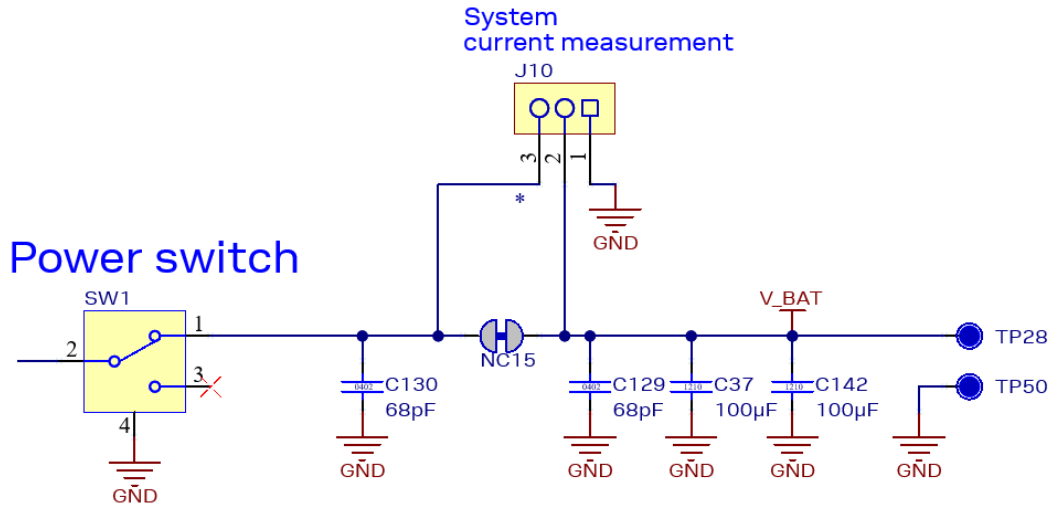 System
current measurement
J10
3
2
1
*
GND
Power switch
SW1
1
2
3
4
GND
V_BAT
NC15
TP28
TP50
0402
C130
68pF
GND
0402
C129
68pF
GND
1210
C37
100µF
GND
1210
C142
100µF
GND
GND